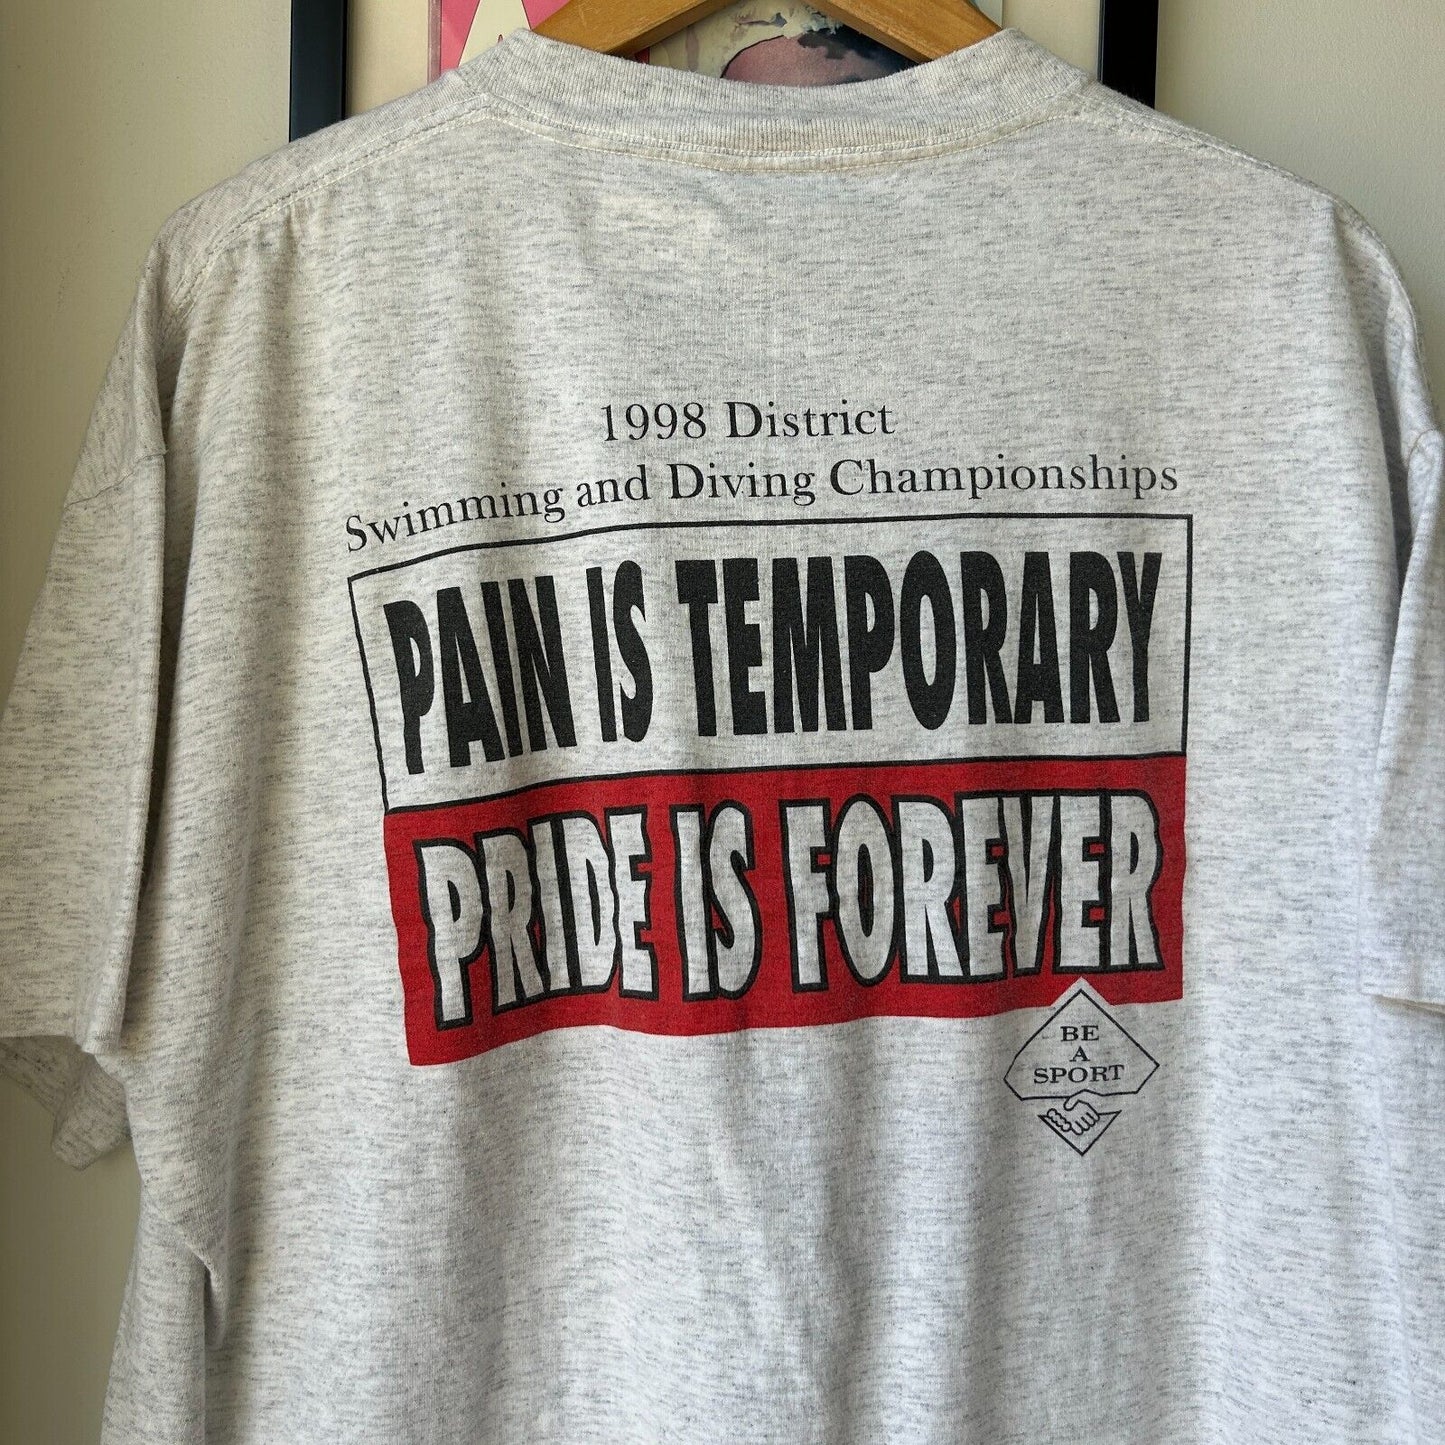 1998 District
Swimming and Diving Championships
PAIN IS TEMPORARY
PRIDE IS FOREVER
BE
A
SPORT